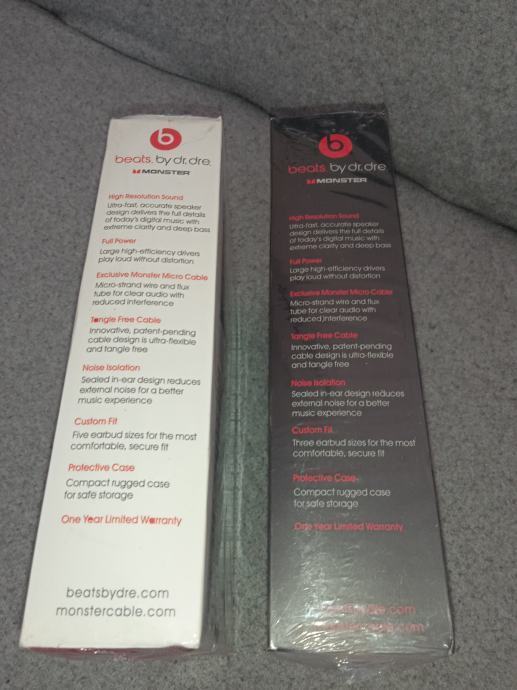 b
beats by dr. dre
MONSTER
High Resolution Sound
Ultra-fast, accurate speaker
design delivers the full details
of today's digital music with
extreme clarity and deep bass
Full Power
Large high-efficiency drivers
play loud without distortion
Exclusive Monster Micro Cable
Micro-strand wire and flux
tube for clear audio with
reduced interference
Tangle Free Cable
Innovative, patent-pending
cable design is ultra-flexible
and tangle free
Noise Isolation
Sealed in-ear design reduces
external noise for a better
music experience
Custom Fit
Five earbud sizes for the most
comfortable, secure fit
Protective Case
Compact rugged case
for safe storage
One Year Limited Warranty
beatsbydre.com
monstercable.com
b
beats by dr. dre
MONSTER
High Resolution Sound
Ultra-fast, accurate speaker
design delivers the full details
of today's digital music with
extreme clarity and deep bass
Full Power
Large high-efficiency drivers
play loud without distortion
Exclusive Monster Micro Cable
Micro-strand wire and flux
tube for clear audio with
reduced interference
Tangle Free Cable
Innovative, patent-pending
cable design is ultra-flexible
and tangle free
Noise Isolation
Sealed in-ear design reduces
external noise for a better
music experience
Custom Fit
Three earbud sizes for the most
comfortable, secure fit
Protective Case
Compact rugged case
for safe storage
One Year Limited Warranty
beatsbydre.com
monstercable.com